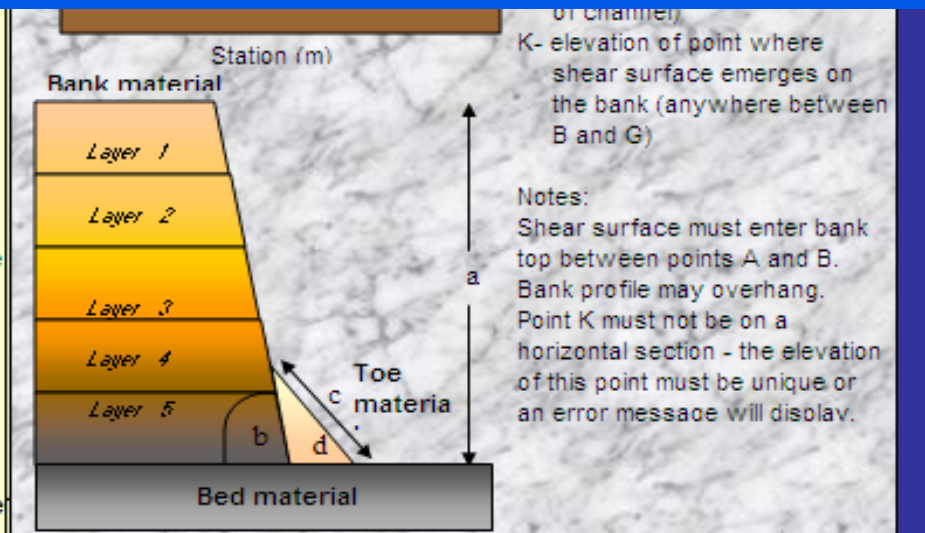 of channel)
Station (m)
K- elevation of point where
shear surface emerges on
the bank (anywhere between
B and G)
Bank material
Layer 1
Layer 2
Layer 3
Layer 4
Layer 5
a
b
c
d
Toe
materia
Bed material
Notes:
Shear surface must enter bank
top between points A and B.
Bank profile may overhang.
Point K must not be on a
horizontal section - the elevation
of this point must be unique or
an error message will display.